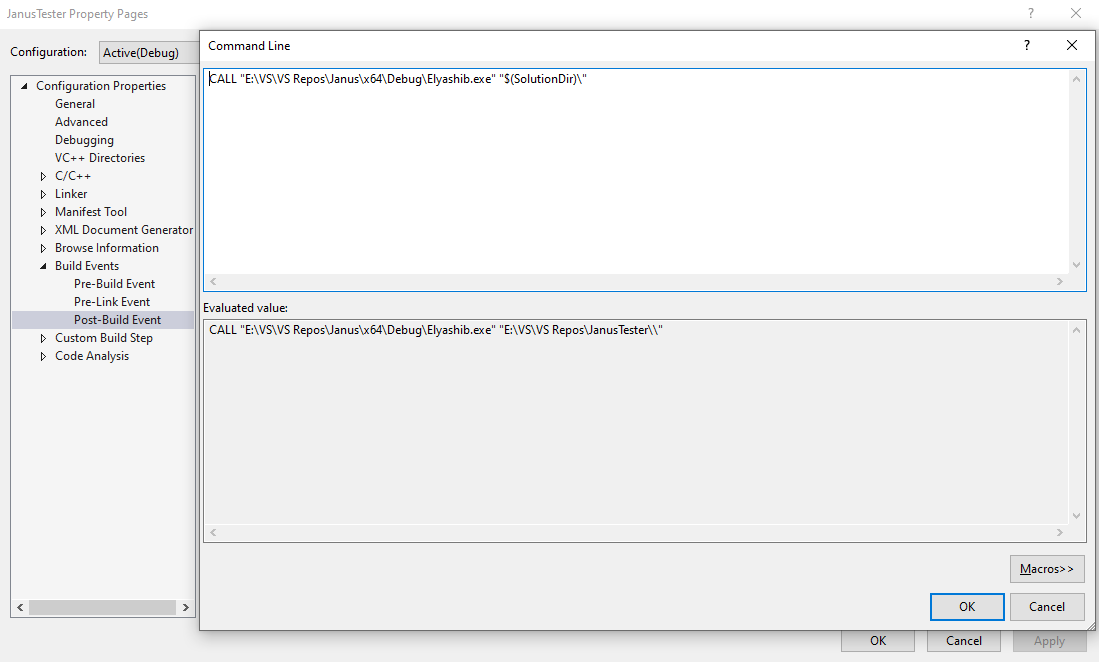 JanusTester Property Pages
?
Configuration:
Active(Debug)
Configuration Properties
General
Advanced
Debugging
VC++ Directories
C/C++
Linker
Manifest Tool
XML Document Generator
Browse Information
Build Events
Pre-Build Event
Pre-Link Event
Post-Build Event
Custom Build Step
Code Analysis
Command Line
?
CALL "E:\VS\VS Repos\Janus\x64\Debug\Elyashib.exe" "$(SolutionDir)\"
Evaluated value:
CALL "E:\VS\VS Repos\Janus\x64\Debug\Elyashib.exe" "E:\VS\VS Repos\JanusTester\\"
Macros>>
OK
Cancel
OK
Cancel
Apply